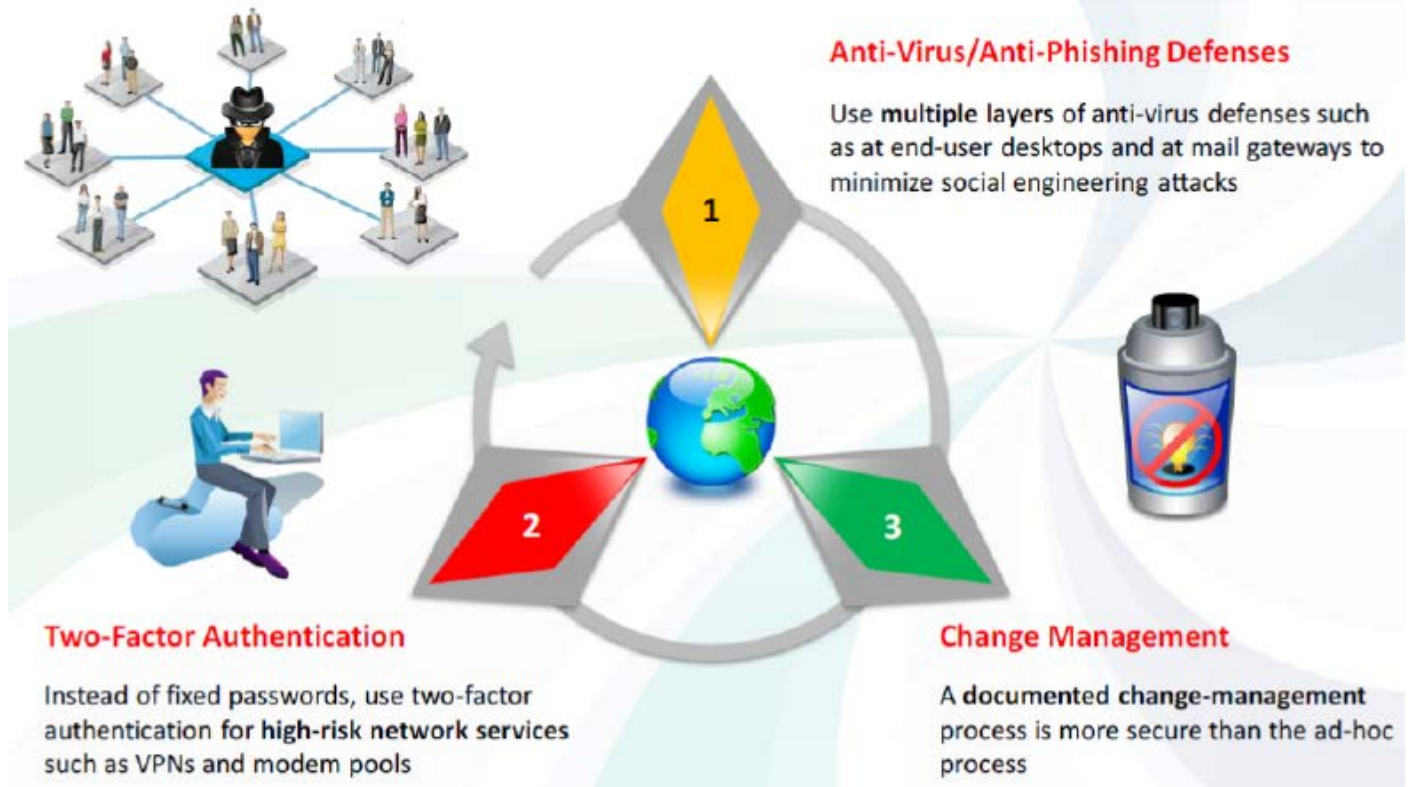 Anti-Virus/Anti-Phishing Defenses
Use multiple layers of anti-virus defenses such
as at end-user desktops and at mail gateways to
minimize social engineering attacks
1
2
3
Two-Factor Authentication
Instead of fixed passwords, use two-factor
authentication for high-risk network services
such as VPNs and modem pools
Change Management
A documented change-management
process is more secure than the ad-hoc
process